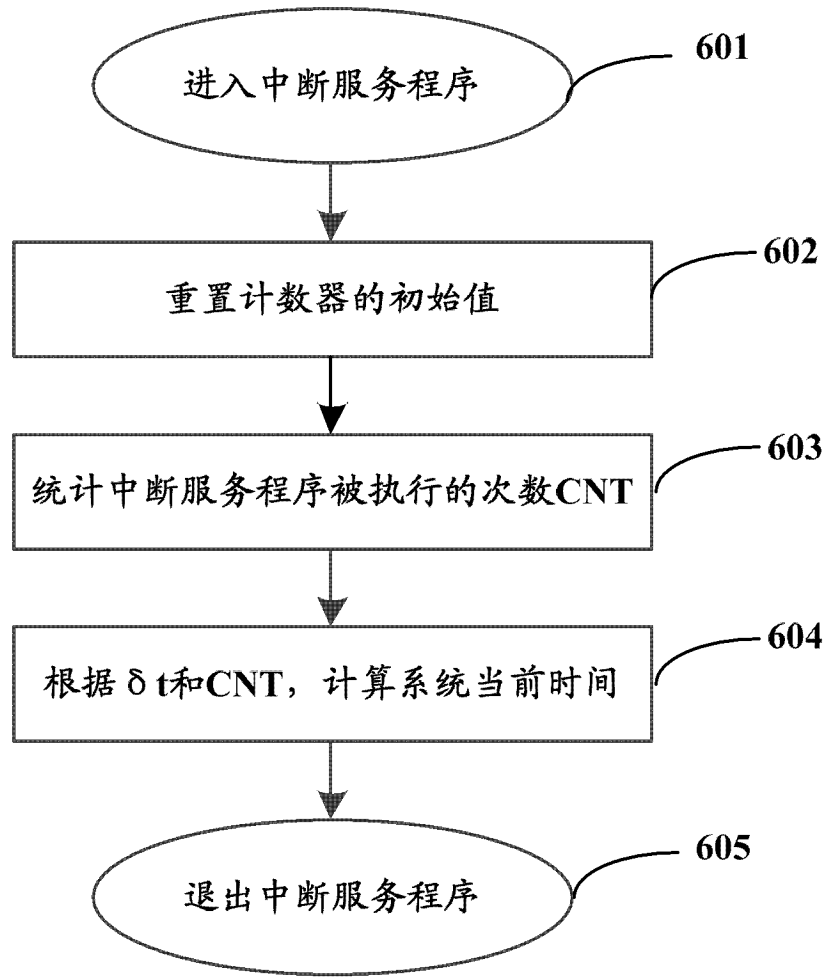 进入中断服务程序
601
重置计数器的初始值
602
统计中断服务程序被执行的次数CNT
603
根据δt和CNT，计算系统当前时间
604
退出中断服务程序
605